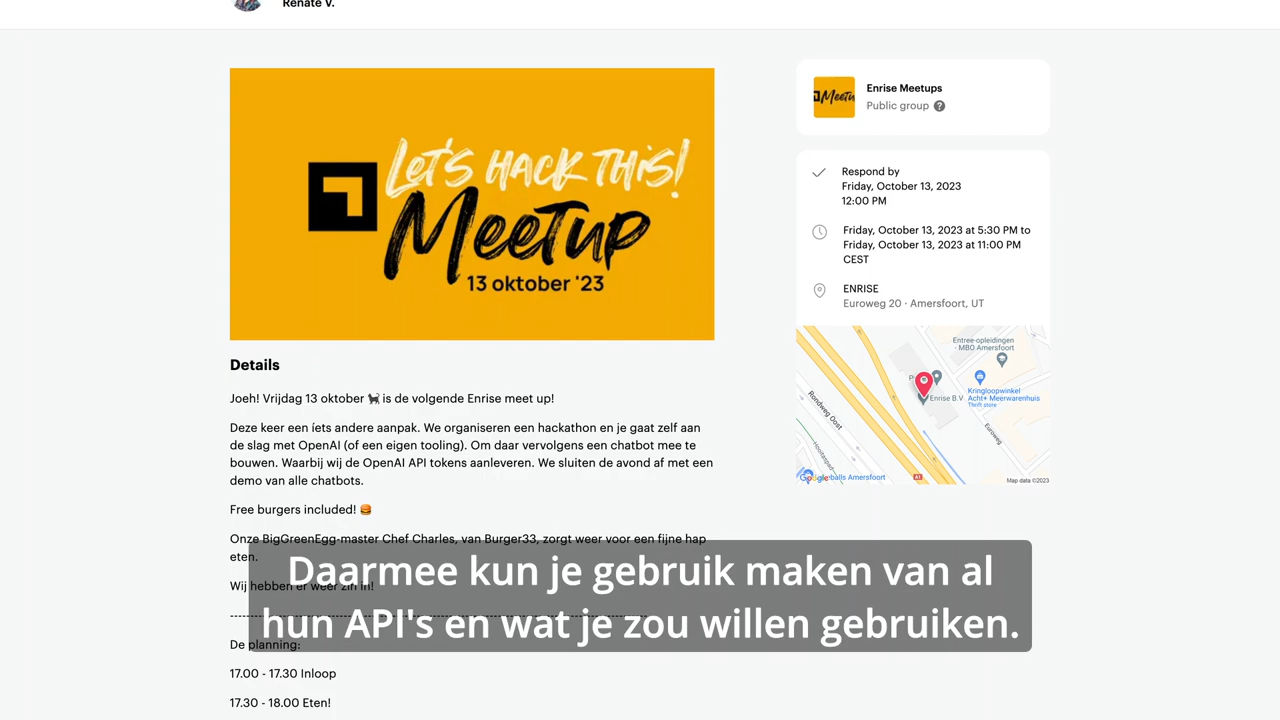 Renate V.
LET'S HACK THIS!
Meetup
13 oktober '23
Details
Joeh! Vrijdag 13 oktober 🐈‍⬛ is de volgende Enrise meet up!
Deze keer een íets andere aanpak. We organiseren een hackathon en je gaat zelf aan
de slag met OpenAI (of een eigen tooling). Om daar vervolgens een chatbot mee te
bouwen. Waarbij wij de OpenAI API tokens aanleveren. We sluiten de avond af met een
demo van alle chatbots.
Free burgers included! 🍔
Onze BigGreenEgg-master Chef Charles, van Burger33, zorgt weer voor een fijne hap
eten.
Wij hebben er weer zin in!
De planning:
17.00 - 17.30 Inloop
17.30 - 18.00 Eten!
Meetup
Enrise Meetups
Public group ?
Respond by
Friday, October 13, 2023
12:00 PM
Friday, October 13, 2023 at 5:30 PM to
Friday, October 13, 2023 at 11:00 PM
CEST
ENRISE
Euroweg 20 · Amersfoort, UT
Entree-opleidingen
- MBO Amersfoort
Kringloopwinkel
Acht+ Meerwarenhuis
Thrift store
Enrise B.V
Rondweg Oost
Euroweg
Google
balls Amersfoort
A1
Map data ©2023
Daarmee kun je gebruik maken van al
hun API's en wat je zou willen gebruiken.